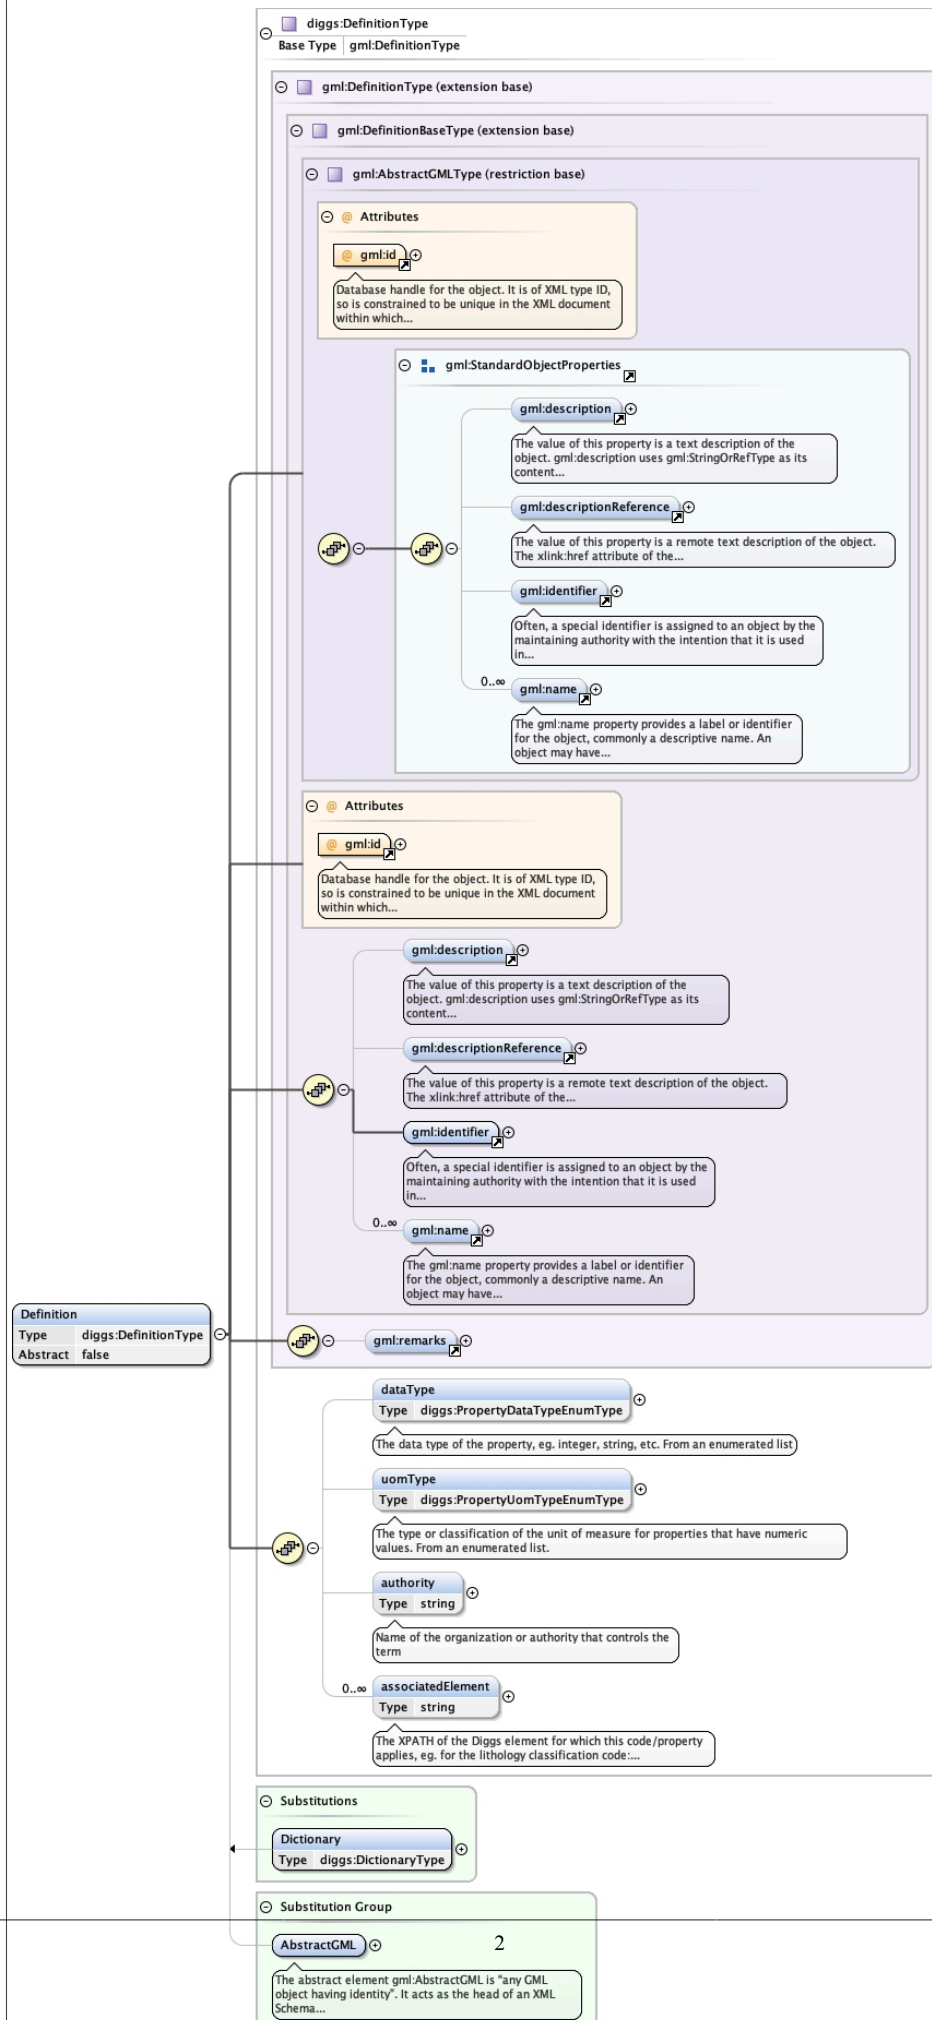 diggs:DefinitionType
Base Type gml:DefinitionType
gml:DefinitionType (extension base)
gml:DefinitionBaseType (extension base)
gml:AbstractGMLType (restriction base)
@ Attributes
@ gml:id
Database handle for the object. It is of XML type ID,
so is constrained to be unique in the XML document
within which...
gml:StandardObjectProperties
gml:description
The value of this property is a text description of the
object. gml:description uses gml:StringOrRefType as its
content...
gml:descriptionReference
The value of this property is a remote text description of the object.
The xlink:href attribute of the...
gml:identifier
Often, a special identifier is assigned to an object by the
maintaining authority with the intention that it is used
in...
0..∞ gml:name
The gml:name property provides a label or identifier
for the object, commonly a descriptive name. An
object may have...
@ Attributes
@ gml:id
Database handle for the object. It is of XML type ID,
so is constrained to be unique in the XML document
within which...
gml:description
The value of this property is a text description of the
object. gml:description uses gml:StringOrRefType as its
content...
gml:descriptionReference
The value of this property is a remote text description of the object.
The xlink:href attribute of the...
gml:identifier
Often, a special identifier is assigned to an object by the
maintaining authority with the intention that it is used
in...
0..∞ gml:name
The gml:name property provides a label or identifier
for the object, commonly a descriptive name. An
object may have...
Definition
Type diggs:DefinitionType
Abstract false
gml:remarks
dataType
Type diggs:PropertyDataTypeEnumType
The data type of the property, eg. integer, string, etc. From an enumerated list
uomType
Type diggs:PropertyUomTypeEnumType
The type or classification of the unit of measure for properties that have numeric
values. From an enumerated list.
authority
Type string
Name of the organization or authority that controls the
term
0..∞ associatedElement
Type string
The XPATH of the Diggs element for which this code/property
applies, eg. for the lithology classification code:...
Substitutions
Dictionary
Type diggs:DictionaryType
Substitution Group
AbstractGML
2
The abstract element gml:AbstractGML is "any GML
object having identity". It acts as the head of an XML
Schema...